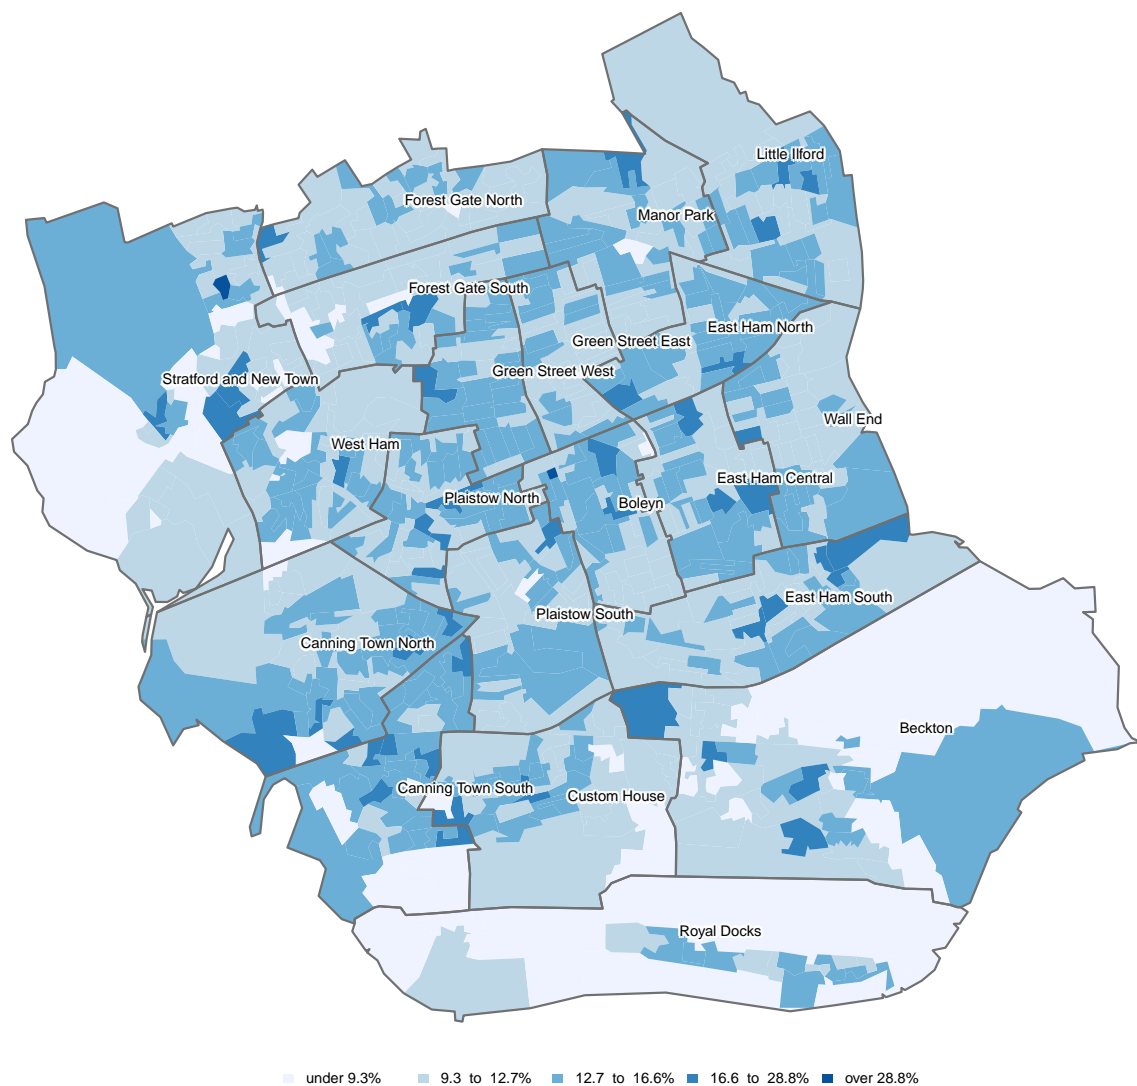 Little Ilford
Forest Gate North
Manor Park
Forest Gate South
East Ham North
Green Street East
Green Street West
Stratford and New Town
Wall End
West Ham
East Ham Central
Plaistow North
Boleyn
East Ham South
Plaistow South
Canning Town North
Beckton
Canning Town South
Custom House
Royal Docks
under 9.3% 9.3 to 12.7% 12.7 to 16.6% 16.6 to 28.8% over 28.8%